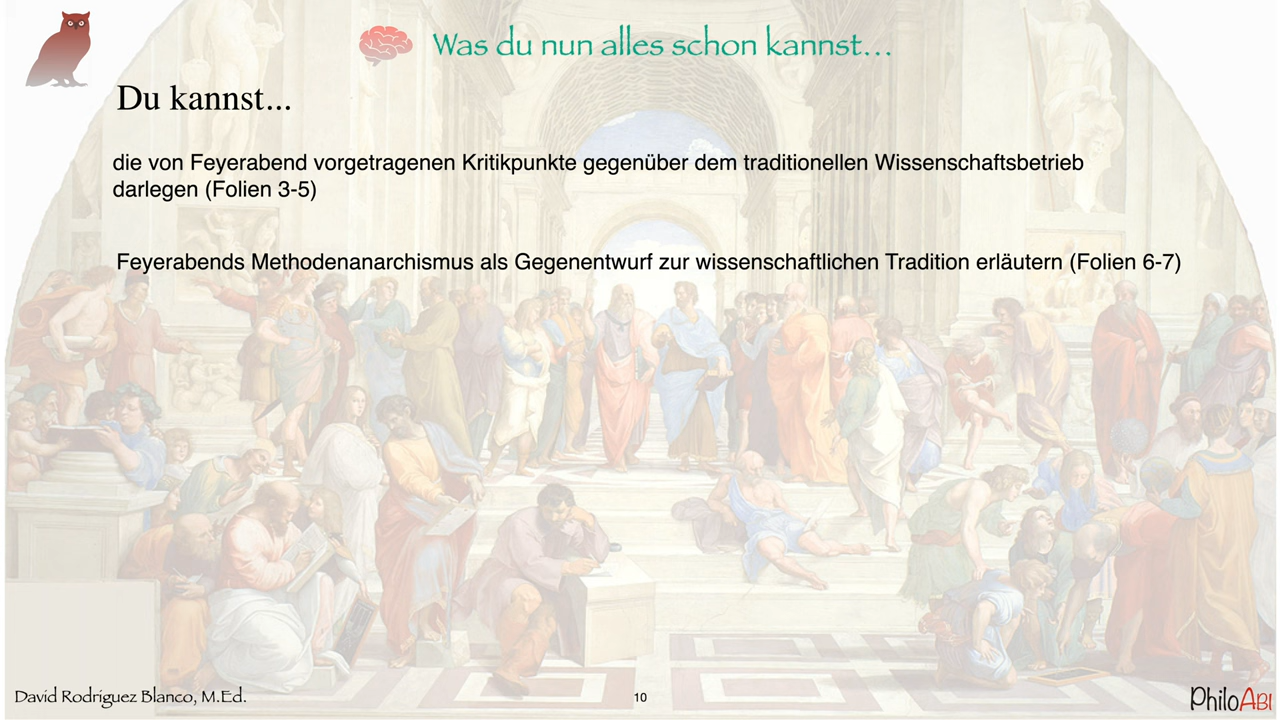 Was du nun alles schon kannst...
Du kannst...
die von Feyerabend vorgetragenen Kritikpunkte gegenüber dem traditionellen Wissenschaftsbetrieb
darlegen (Folien 3-5)
Feyerabends Methodenanarchismus als Gegenentwurf zur wissenschaftlichen Tradition erläutern (Folien 6-7)
David Rodríguez Blanco, M.Ed.
10
PhiloABI